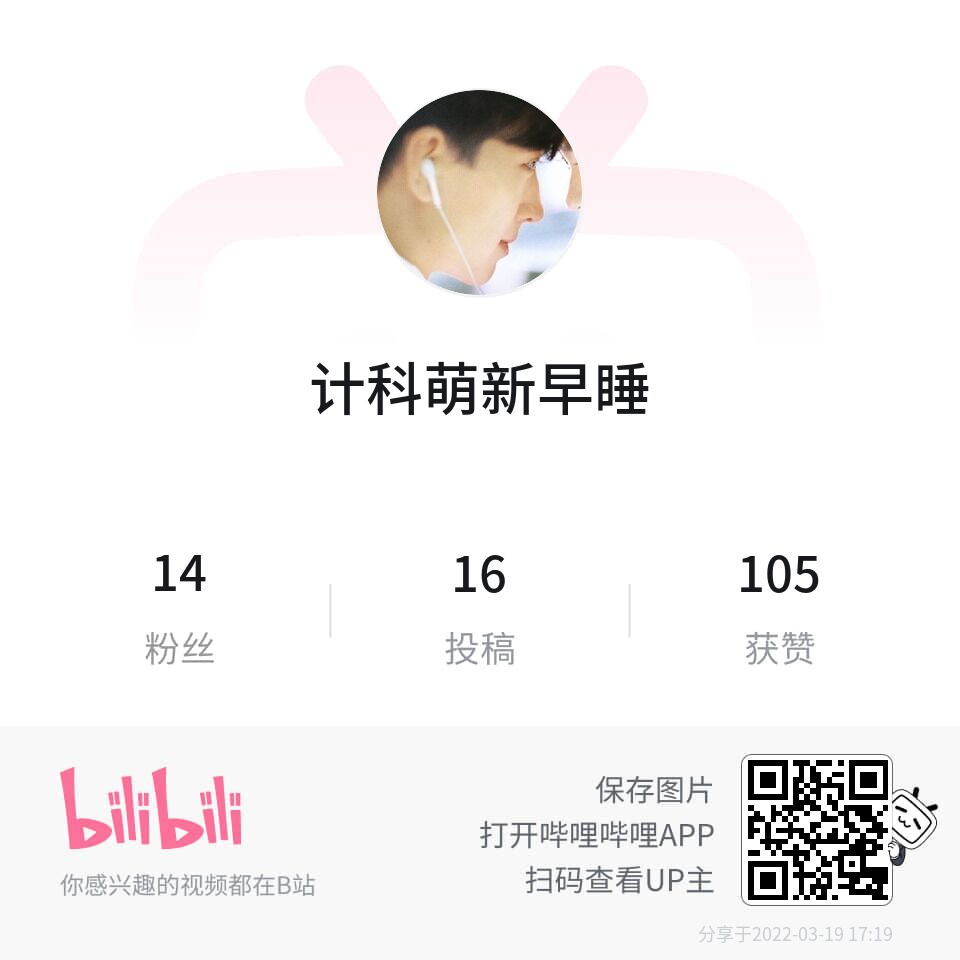 计科萌新早睡
14
粉丝
16
投稿
105
获赞
bilibili
你感兴趣的视频都在B站
保存图片
打开哔哩哔哩APP
扫码查看UP主
分享于2022-03-19 17:19